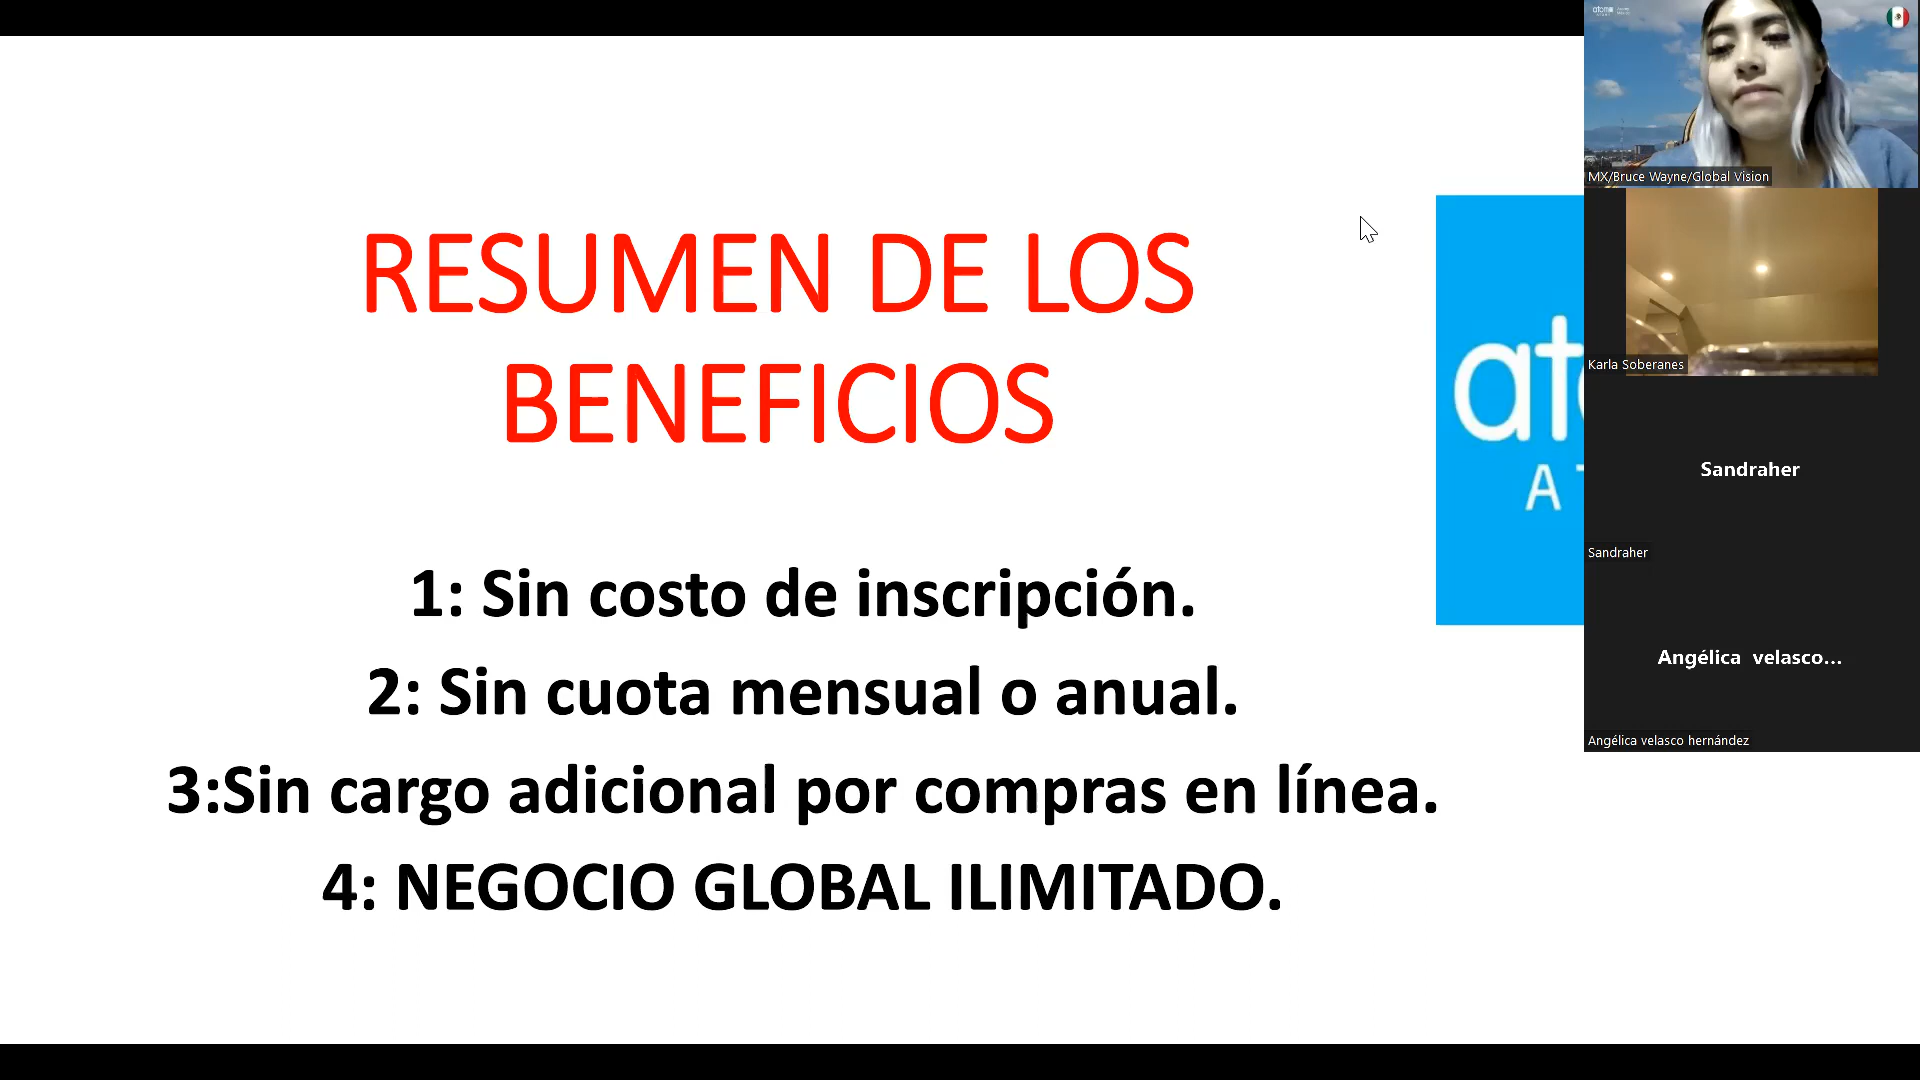 RESUMEN DE LOS
BENEFICIOS
1: Sin costo de inscripción.
2: Sin cuota mensual o anual.
3:Sin cargo adicional por compras en línea.
4: NEGOCIO GLOBAL ILIMITADO.
MX/Bruce Wayne/Global Vision
Karla Soberanes
Sandraher
Sandraher
Angélica velasco...
Angélica velasco hernández